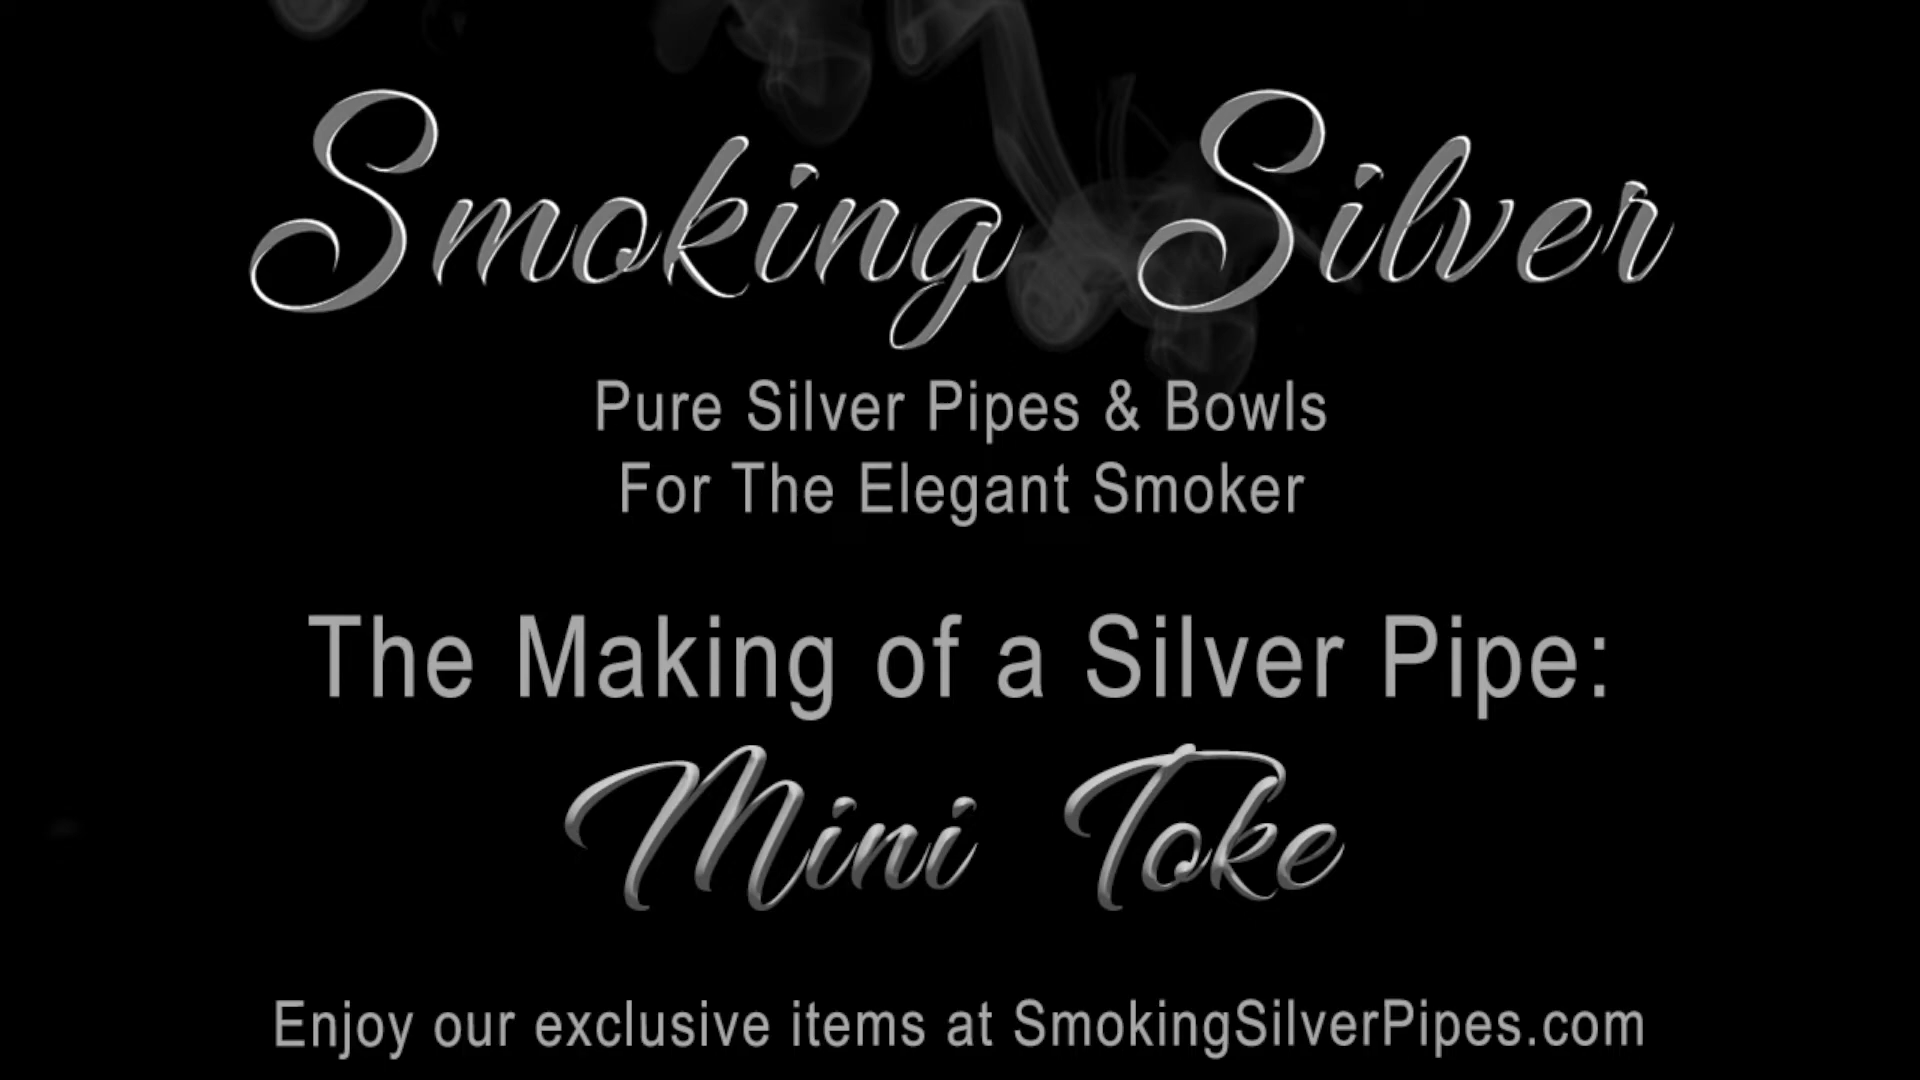 Smoking Silver
Pure Silver Pipes & Bowls
For The Elegant Smoker
The Making of a Silver Pipe:
Mini Toke
Enjoy our exclusive items at SmokingSilverPipes.com